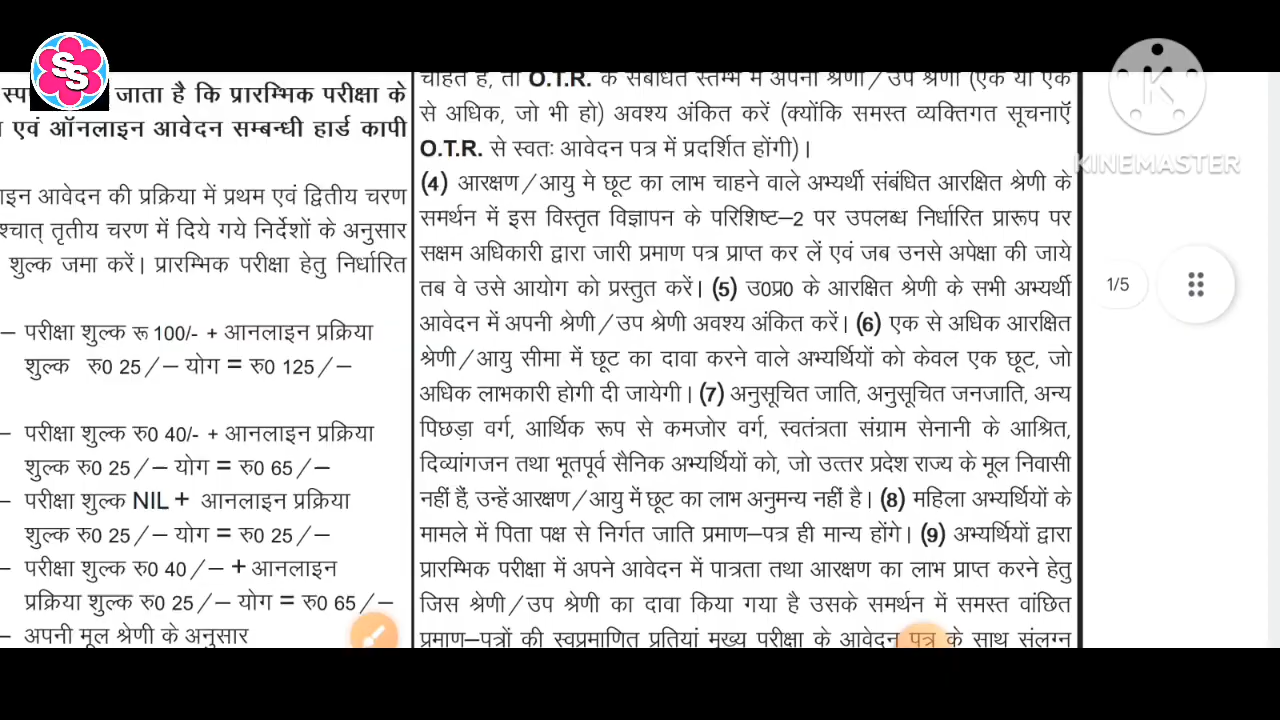 SS
स्प जाता है कि प्रारम्भिक परीक्षा के
एवं ऑनलाइन आवेदन सम्बन्धी हार्ड कापी
इन आवेदन की प्रक्रिया में प्रथम एवं द्वितीय चरण
श्चात् तृतीय चरण में दिये गये निर्देशों के अनुसार
शुल्क जमा करें। प्रारम्भिक परीक्षा हेतु निर्धारित
– परीक्षा शुल्क रू 100/- + आनलाइन प्रक्रिया
शुल्क रु0 25/– योग = रु0 125/–
– परीक्षा शुल्क रु0 40/- + आनलाइन प्रक्रिया
शुल्क रु0 25/– योग = रु0 65/–
– परीक्षा शुल्क NIL + आनलाइन प्रक्रिया
शुल्क रु0 25/– योग = रु0 25/–
– परीक्षा शुल्क रु0 40/– + आनलाइन
प्रक्रिया शुल्क रु0 25/– योग = रु0 65/–
– अपनी मूल श्रेणी के अनुसार
चाहते हैं, तो O.T.R. के संबंधित स्तम्भ में अपनी श्रेणी/उप श्रेणी (एक या एक
से अधिक, जो भी हो) अवश्य अंकित करें (क्योंकि समस्त व्यक्तिगत सूचनाऍ
O.T.R. से स्वतः आवेदन पत्र में प्रदर्शित होंगी)।
(4) आरक्षण/आयु मे छूट का लाभ चाहने वाले अभ्यर्थी संबंधित आरक्षित श्रेणी के
समर्थन में इस विस्तृत विज्ञापन के परिशिष्ट–2 पर उपलब्ध निर्धारित प्रारूप पर
सक्षम अधिकारी द्वारा जारी प्रमाण पत्र प्राप्त कर लें एवं जब उनसे अपेक्षा की जाये
तब वे उसे आयोग को प्रस्तुत करें। (5) उ0प्र0 के आरक्षित श्रेणी के सभी अभ्यर्थी
आवेदन में अपनी श्रेणी/उप श्रेणी अवश्य अंकित करें। (6) एक से अधिक आरक्षित
श्रेणी/आयु सीमा में छूट का दावा करने वाले अभ्यर्थियों को केवल एक छूट, जो
अधिक लाभकारी होगी दी जायेगी। (7) अनुसूचित जाति, अनुसूचित जनजाति, अन्य
पिछड़ा वर्ग, आर्थिक रूप से कमजोर वर्ग, स्वतंत्रता संग्राम सेनानी के आश्रित,
दिव्यांगजन तथा भूतपूर्व सैनिक अभ्यर्थियों को, जो उत्तर प्रदेश राज्य के मूल निवासी
नहीं हैं, उन्हें आरक्षण/आयु में छूट का लाभ अनुमन्य नहीं है। (8) महिला अभ्यर्थियों के
मामले में पिता पक्ष से निर्गत जाति प्रमाण–पत्र ही मान्य होंगे। (9) अभ्यर्थियों द्वारा
प्रारम्भिक परीक्षा में अपने आवेदन में पात्रता तथा आरक्षण का लाभ प्राप्त करने हेतु
जिस श्रेणी/उप श्रेणी का दावा किया गया है उसके समर्थन में समस्त वांछित
प्रमाण–पत्रों की स्वप्रमाणित प्रतियां मुख्य परीक्षा के आवेदन पत्र के साथ संलग्न
K
KINEMASTER
1/5